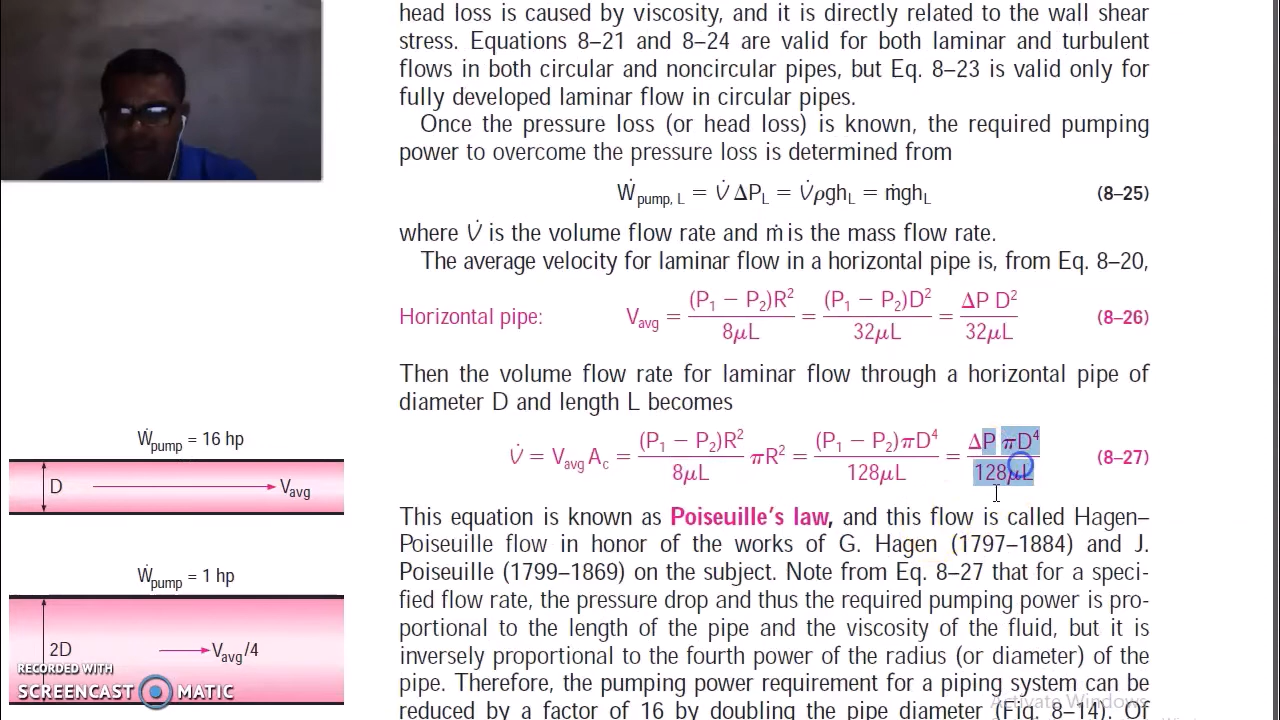 head loss is caused by viscosity, and it is directly related to the wall shear
stress. Equations 8–21 and 8–24 are valid for both laminar and turbulent
flows in both circular and noncircular pipes, but Eq. 8–23 is valid only for
fully developed laminar flow in circular pipes.
Once the pressure loss (or head loss) is known, the required pumping
power to overcome the pressure loss is determined from
Ẇpump, L = V̇ ΔP_L = V̇ρgh_L = ṁgh_L (8–25)
where V̇ is the volume flow rate and ṁ is the mass flow rate.
The average velocity for laminar flow in a horizontal pipe is, from Eq. 8–20,
Horizontal pipe: V_avg = (P₁ − P₂)R² / 8μL = (P₁ − P₂)D² / 32μL = ΔP D² / 32μL (8–26)
Then the volume flow rate for laminar flow through a horizontal pipe of
diameter D and length L becomes
V̇ = V_avg A_c = (P₁ − P₂)R² / 8μL πR² = (P₁ − P₂)πD⁴ / 128μL = ΔP πD⁴ / 128μL (8–27)
This equation is known as Poiseuille's law, and this flow is called Hagen–
Poiseuille flow in honor of the works of G. Hagen (1797–1884) and J.
Poiseuille (1799–1869) on the subject. Note from Eq. 8–27 that for a speci-
fied flow rate, the pressure drop and thus the required pumping power is pro-
portional to the length of the pipe and the viscosity of the fluid, but it is
inversely proportional to the fourth power of the radius (or diameter) of the
pipe. Therefore, the pumping power requirement for a piping system can be
reduced by a factor of 16 by doubling the pipe diameter (Fig. 8–14). Of
Ẇpump = 16 hp
D
V_avg
Ẇpump = 1 hp
2D
V_avg/4
RECORDED WITH
SCREENCAST MATIC
Activate Windows